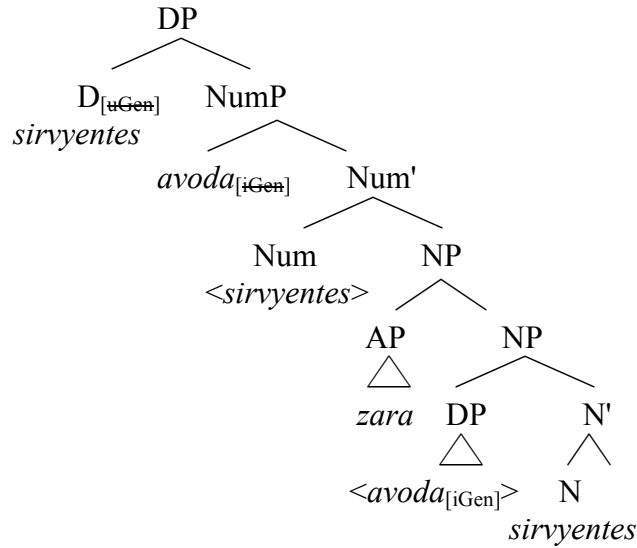 DP
D[uGen] NumP
sirvyentes
avoda[iGen] Num'
Num NP
<sirvyentes>
AP NP
zara DP N'
<avoda[iGen]> N
sirvyentes